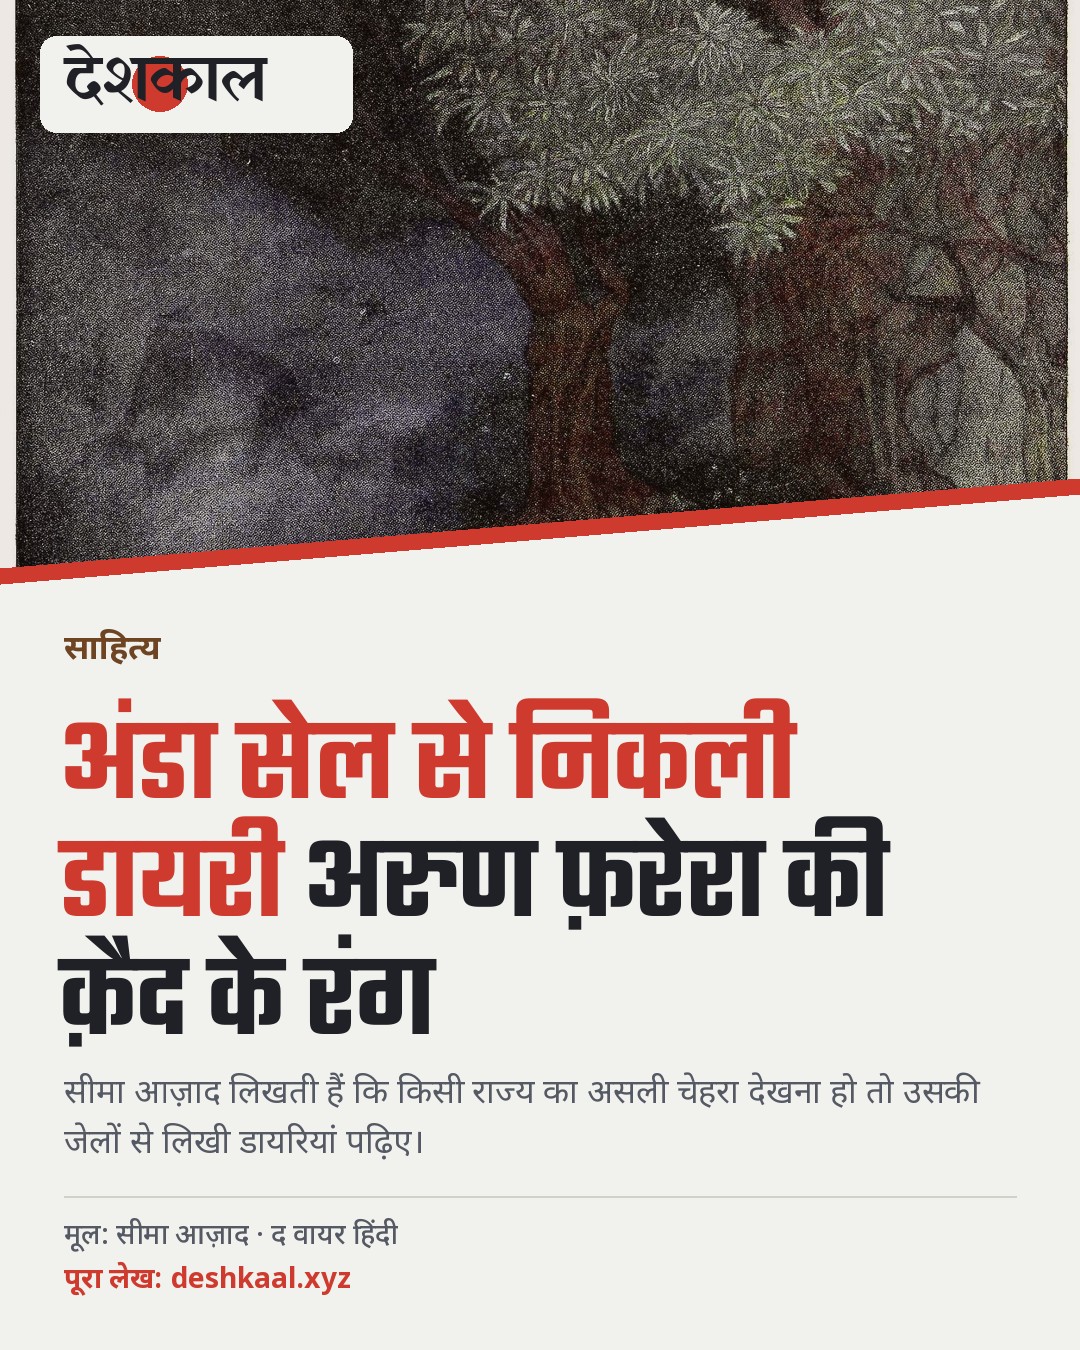 देशकाल
साहित्य
अंडा सेल से निकली
डायरी अरुण फ़रेरा की
क़ैद के रंग
सीमा आज़ाद लिखती हैं कि किसी राज्य का असली चेहरा देखना हो तो उसकी
जेलों से लिखी डायरियां पढ़िए।
मूल: सीमा आज़ाद · द वायर हिंदी
पूरा लेख: deshkaal.xyz